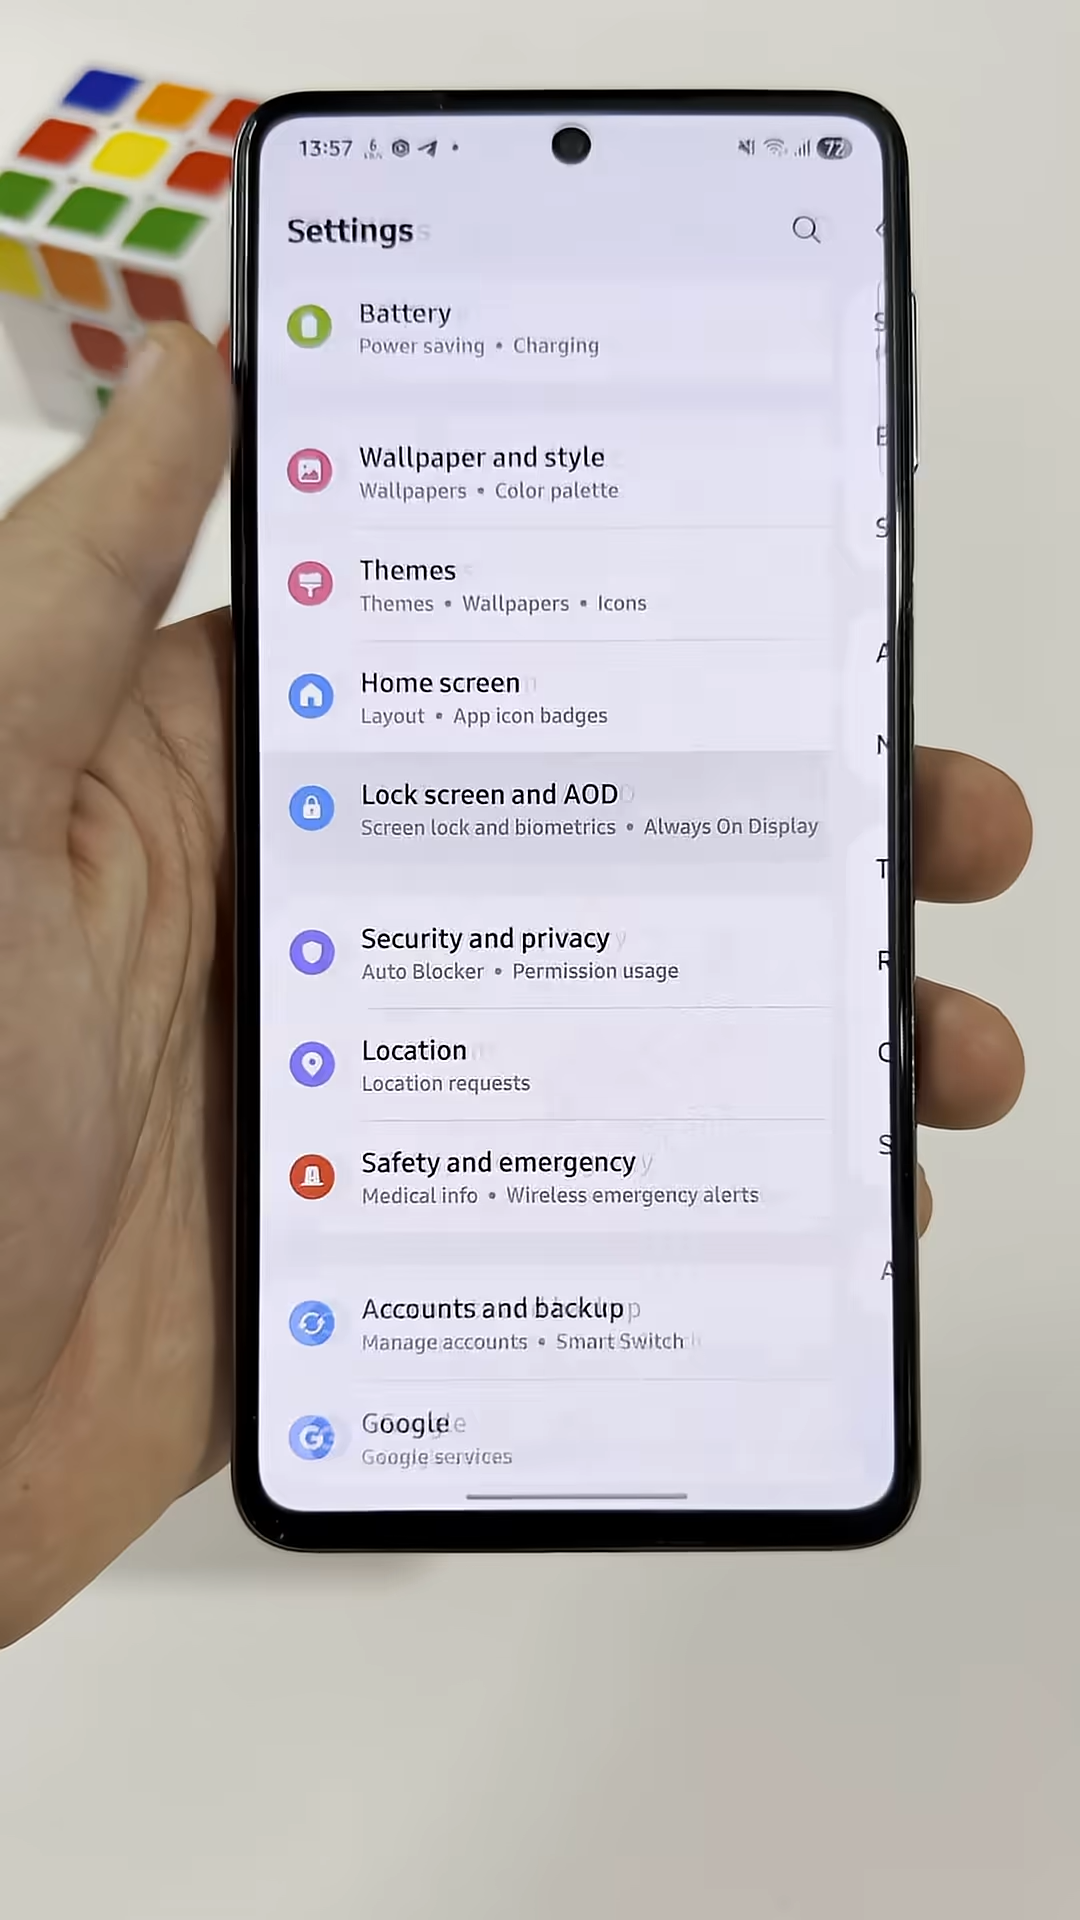 13:57
72
Settings
Battery
Power saving • Charging
Wallpaper and style
Wallpapers • Color palette
Themes
Themes • Wallpapers • Icons
Home screen
Layout • App icon badges
Lock screen and AOD
Screen lock and biometrics • Always On Display
Security and privacy
Auto Blocker • Permission usage
Location
Location requests
Safety and emergency
Medical info • Wireless emergency alerts
Accounts and backup
Manage accounts • Smart Switch
Google
Google services